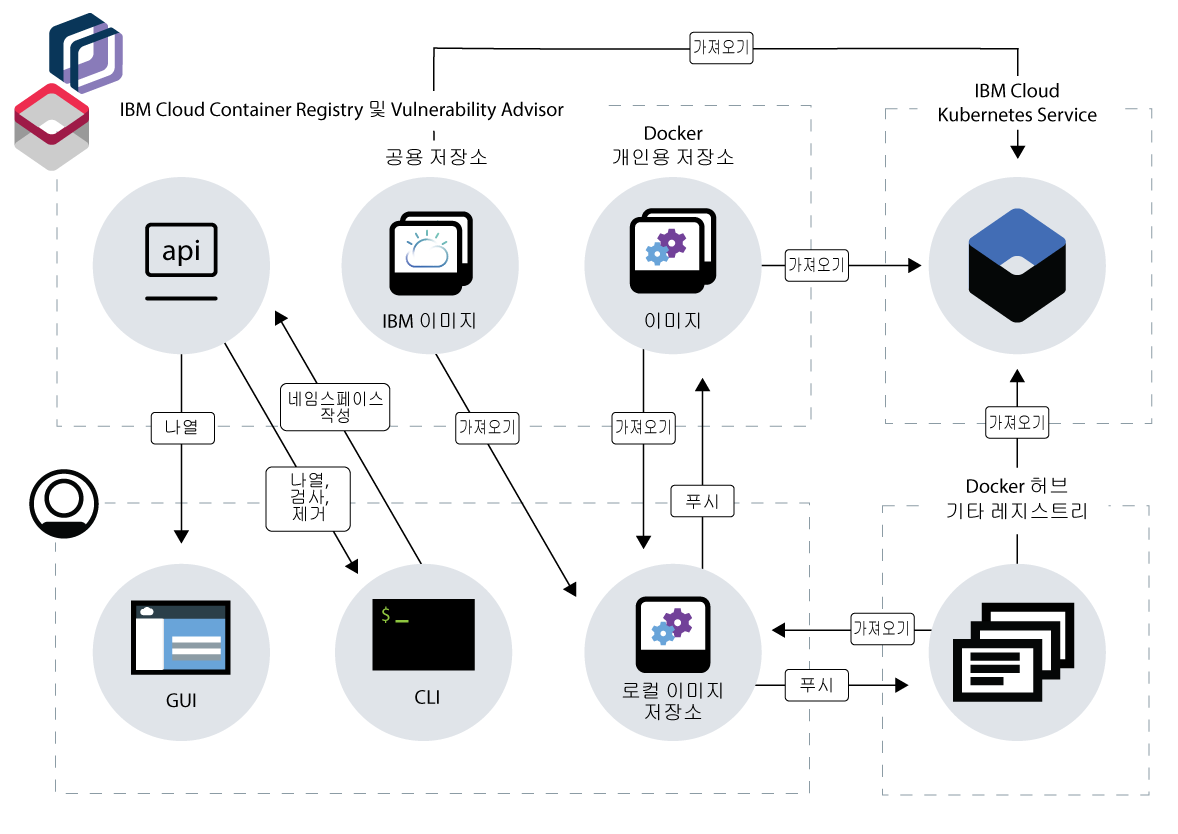 가져오기
IBM Cloud Container Registry 및 Vulnerability Advisor
IBM Cloud
Kubernetes Service
공용 저장소
Docker
개인용 저장소
api
IBM 이미지
이미지
가져오기
네임스페이스
작성
나열
가져오기
가져오기
가져오기
나열,
검사,
제거
푸시
Docker 허브
기타 레지스트리
$
가져오기
푸시
GUI
CLI
로컬 이미지
저장소